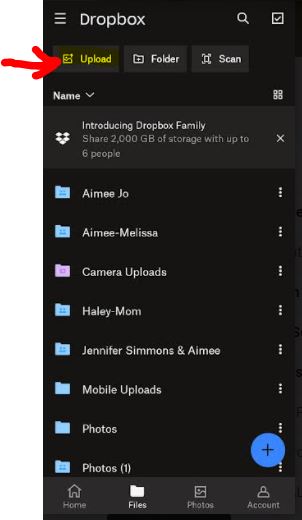 Dropbox
Upload
Folder
Scan
Name
Introducing Dropbox Family
Share 2,000 GB of storage with up to
6 people
Aimee Jo
Aimee-Melissa
Camera Uploads
Haley-Mom
Jennifer Simmons & Aimee
Mobile Uploads
Photos
Photos (1)
Home
Files
Photos
Account